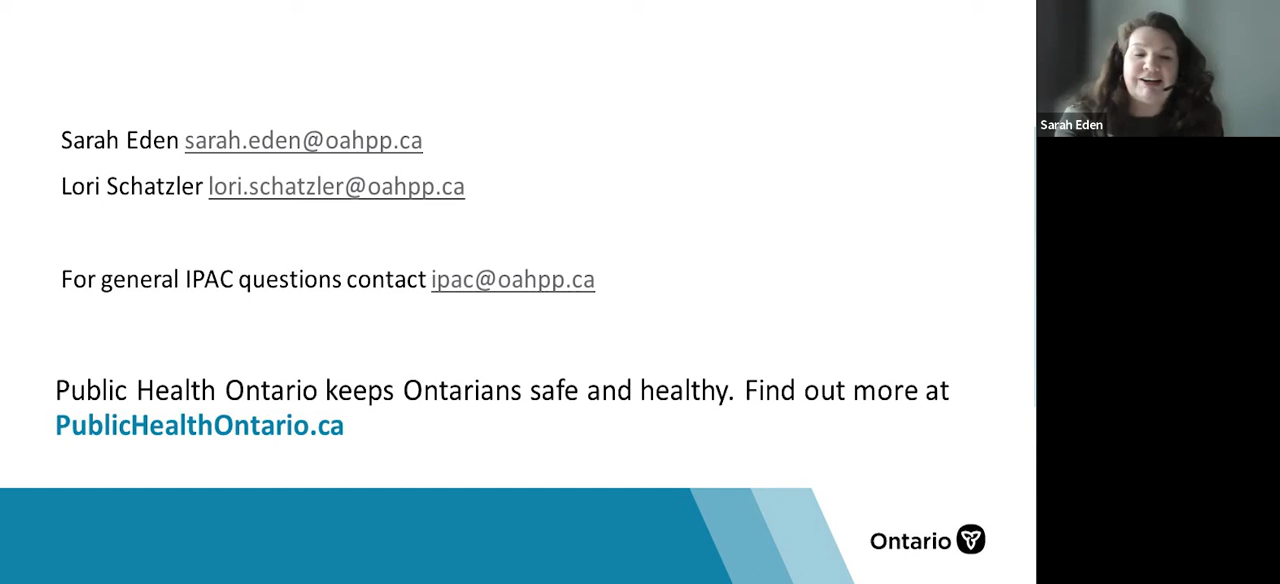 Sarah Eden sarah.eden@oahpp.ca
Lori Schatzler lori.schatzler@oahpp.ca
For general IPAC questions contact ipac@oahpp.ca
Public Health Ontario keeps Ontarians safe and healthy. Find out more at
PublicHealthOntario.ca
Ontario
Sarah Eden